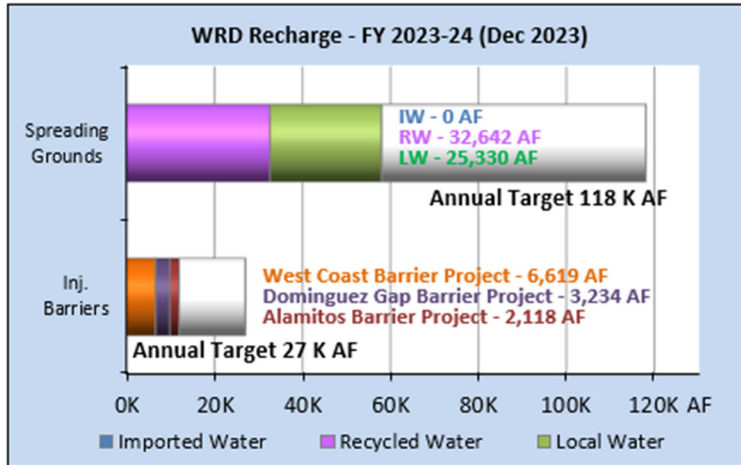 WRD Recharge - FY 2023-24 (Dec 2023)
Spreading
Grounds
IW - 0 AF
RW - 32,642 AF
LW - 25,330 AF
Annual Target 118 K AF
Inj.
Barriers
West Coast Barrier Project - 6,619 AF
Dominguez Gap Barrier Project - 3,234 AF
Alamitos Barrier Project - 2,118 AF
Annual Target 27 K AF
0K 20K 40K 60K 80K 100K 120K AF
Imported Water Recycled Water Local Water